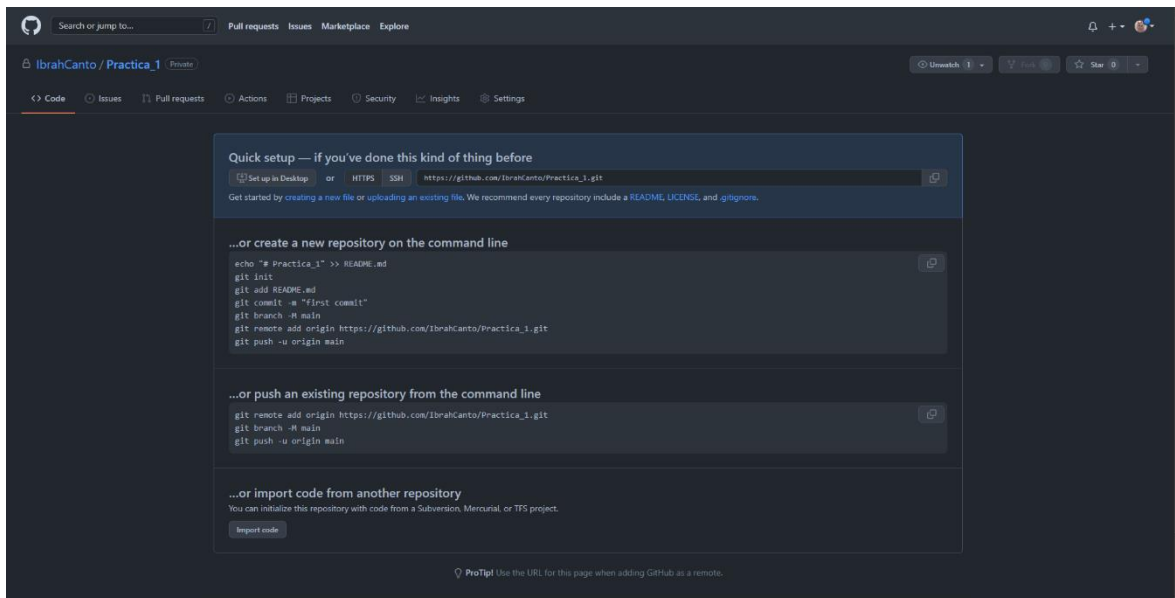 Search or jump to... / Pull requests Issues Marketplace Explore
IbrahCanto / Practica_1 Private Unwatch 1 Fork 0 Star 0
<> Code Issues Pull requests Actions Projects Security Insights Settings
Quick setup — if you've done this kind of thing before
Set up in Desktop or HTTPS SSH https://github.com/IbrahCanto/Practica_1.git
Get started by creating a new file or uploading an existing file. We recommend every repository include a README, LICENSE, and .gitignore.
...or create a new repository on the command line
echo "# Practica_1" >> README.md
git init
git add README.md
git commit -m "first commit"
git branch -M main
git remote add origin https://github.com/IbrahCanto/Practica_1.git
git push -u origin main
...or push an existing repository from the command line
git remote add origin https://github.com/IbrahCanto/Practica_1.git
git branch -M main
git push -u origin main
...or import code from another repository
You can initialize this repository with code from a Subversion, Mercurial, or TFS project.
Import code
ProTip! Use the URL for this page when adding GitHub as a remote.